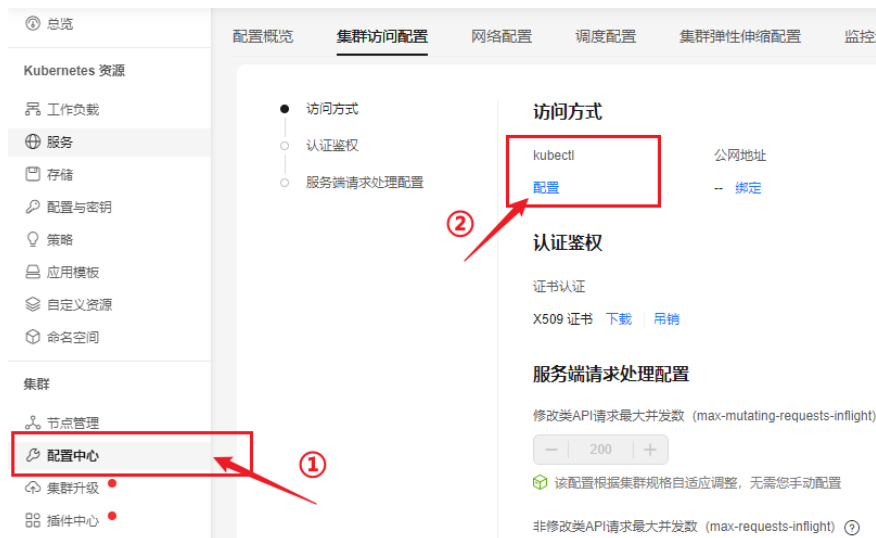 总览
Kubernetes 资源
工作负载
服务
存储
配置与密钥
策略
应用模板
自定义资源
命名空间
集群
节点管理
配置中心
集群升级
插件中心
①
配置概览 集群访问配置 网络配置 调度配置 集群弹性伸缩配置 监控
访问方式
认证鉴权
服务端请求处理配置
访问方式
kubectl 公网地址
配置 -- 绑定
②
认证鉴权
证书认证
X509 证书 下载 吊销
服务端请求处理配置
修改类API请求最大并发数 (max-mutating-requests-inflight)
− 200 +
该配置根据集群规格自适应调整，无需您手动配置
非修改类API请求最大并发数 (max-requests-inflight) ?